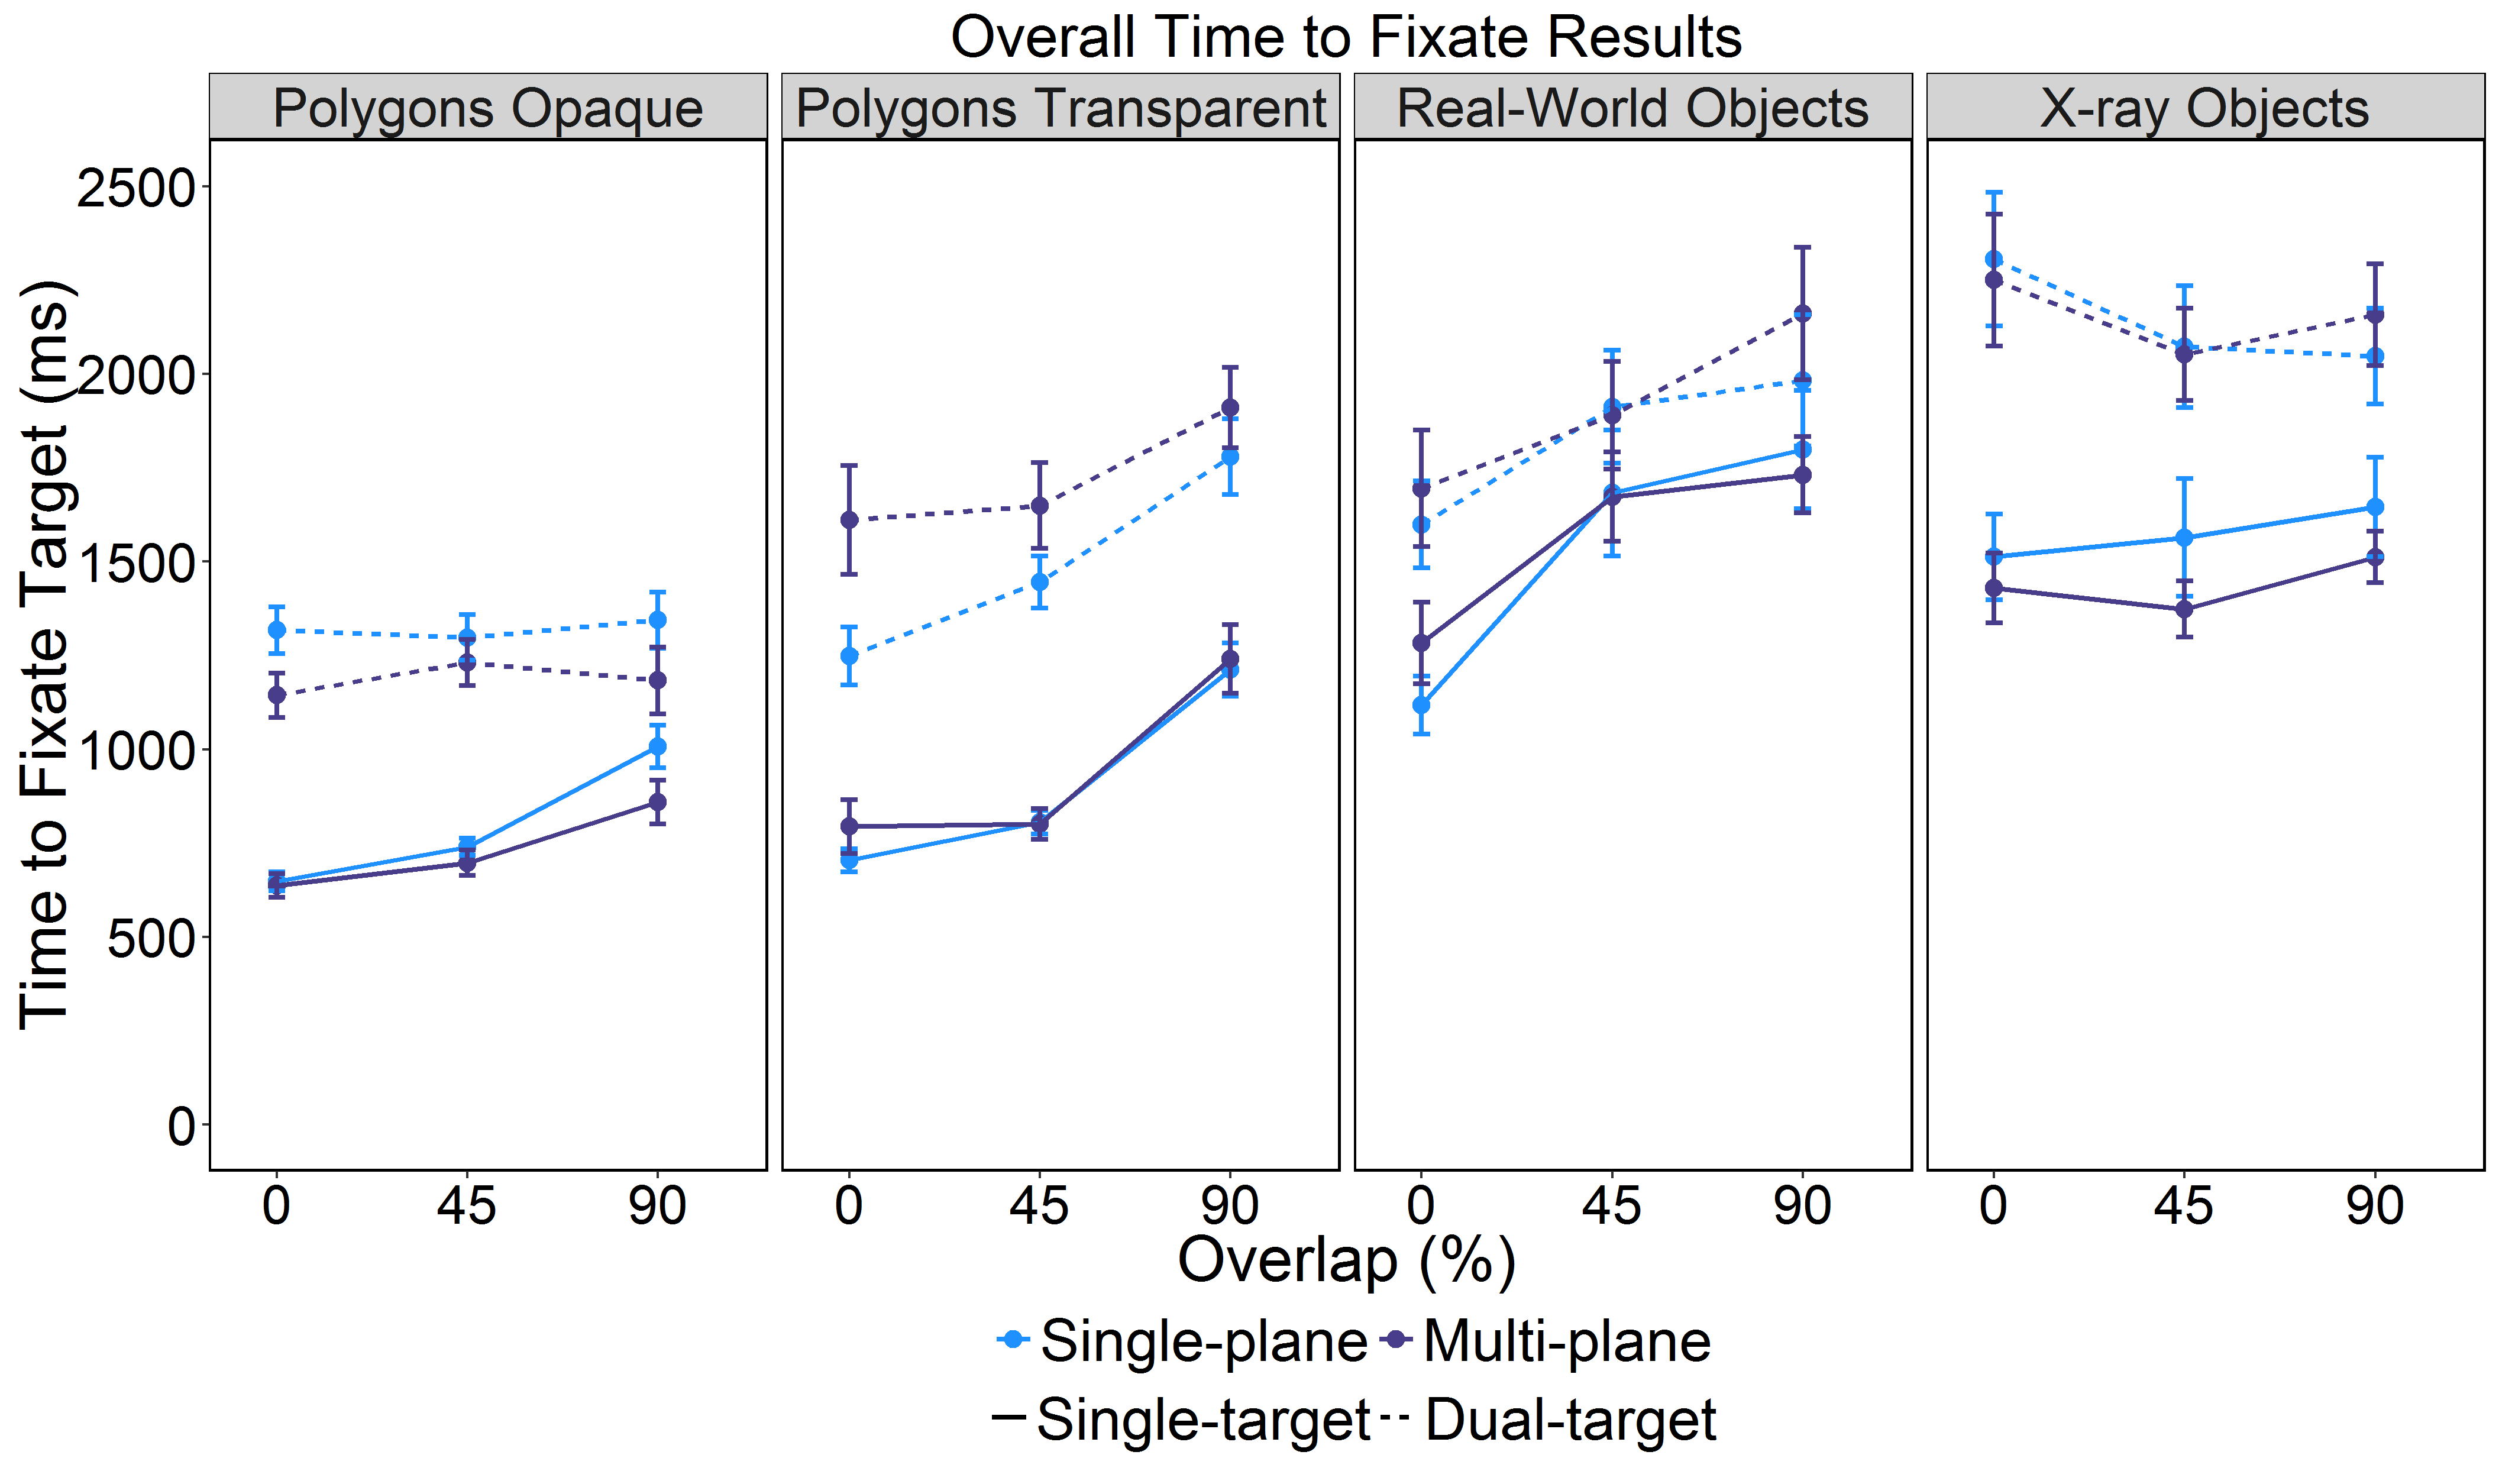 Overall Time to Fixate Results
Polygons Opaque Polygons Transparent Real-World Objects X-ray Objects
Time to Fixate Target (ms)
2500
2000
1500
1000
500
0
0 45 90 0 45 90 0 45 90 0 45 90
Overlap (%)
Single-plane Multi-plane
Single-target Dual-target